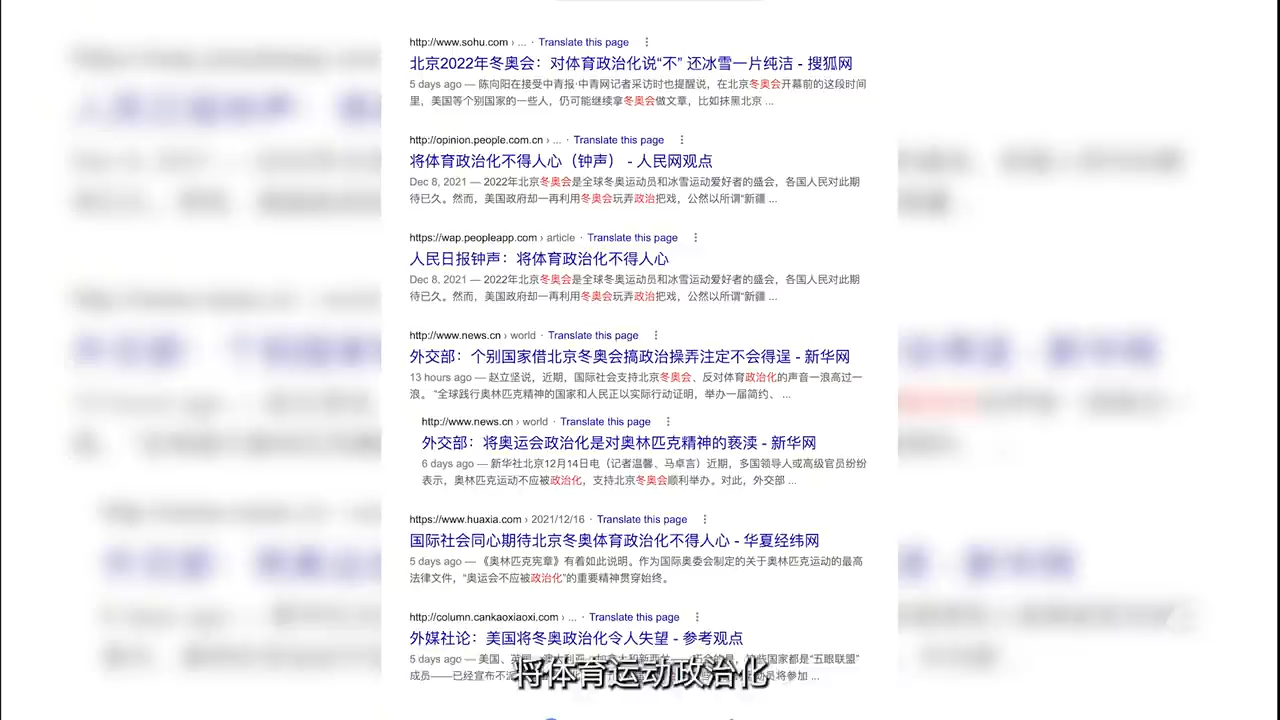 http://www.sohu.com › ... · Translate this page
北京2022年冬奥会：对体育政治化说“不” 还冰雪一片纯洁 - 搜狐网
5 days ago — 陈向阳在接受中青报·中青网记者采访时也提醒说，在北京冬奥会开幕前的这段时间
里，美国等个别国家的一些人，仍可能继续拿冬奥会做文章，比如抹黑北京 ...
http://opinion.people.com.cn › ... · Translate this page
将体育政治化不得人心（钟声） - 人民网观点
Dec 8, 2021 — 2022年北京冬奥会是全球冬奥运动员和冰雪运动爱好者的盛会，各国人民对此期
待已久。然而，美国政府却一再利用冬奥会玩弄政治把戏，公然以所谓“新疆 ...
https://wap.peopleapp.com › article · Translate this page
人民日报钟声：将体育政治化不得人心
Dec 8, 2021 — 2022年北京冬奥会是全球冬奥运动员和冰雪运动爱好者的盛会，各国人民对此期
待已久。然而，美国政府却一再利用冬奥会玩弄政治把戏，公然以所谓“新疆 ...
http://www.news.cn › world · Translate this page
外交部：个别国家借北京冬奥会搞政治操弄注定不会得逞 - 新华网
13 hours ago — 赵立坚说，近期，国际社会支持北京冬奥会、反对体育政治化的声音一浪高过一
浪。 “全球践行奥林匹克精神的国家和人民正以实际行动证明，举办一届简约、 ...
http://www.news.cn › world · Translate this page
外交部：将奥运会政治化是对奥林匹克精神的亵渎 - 新华网
6 days ago — 新华社北京12月14日电（记者温馨、马卓言）近期，多国领导人或高级官员纷纷
表示，奥林匹克运动不应被政治化，支持北京冬奥会顺利举办。对此，外交部 ...
https://www.huaxia.com › 2021/12/16 · Translate this page
国际社会同心期待北京冬奥体育政治化不得人心 - 华夏经纬网
5 days ago — 《奥林匹克宪章》有着如此说明。作为国际奥委会制定的关于奥林匹克运动的最高
法律文件，“奥运会不应被政治化”的重要精神贯穿始终。
http://column.cankaoxiaoxi.com › ... · Translate this page
外媒社论：美国将冬奥政治化令人失望 - 参考观点
5 days ago — 美国、英国、澳大利亚、加拿大和新西兰 国家都是“五眼联盟”
成员——已经宣布不派 动员将参加 ...
将体育运动政治化